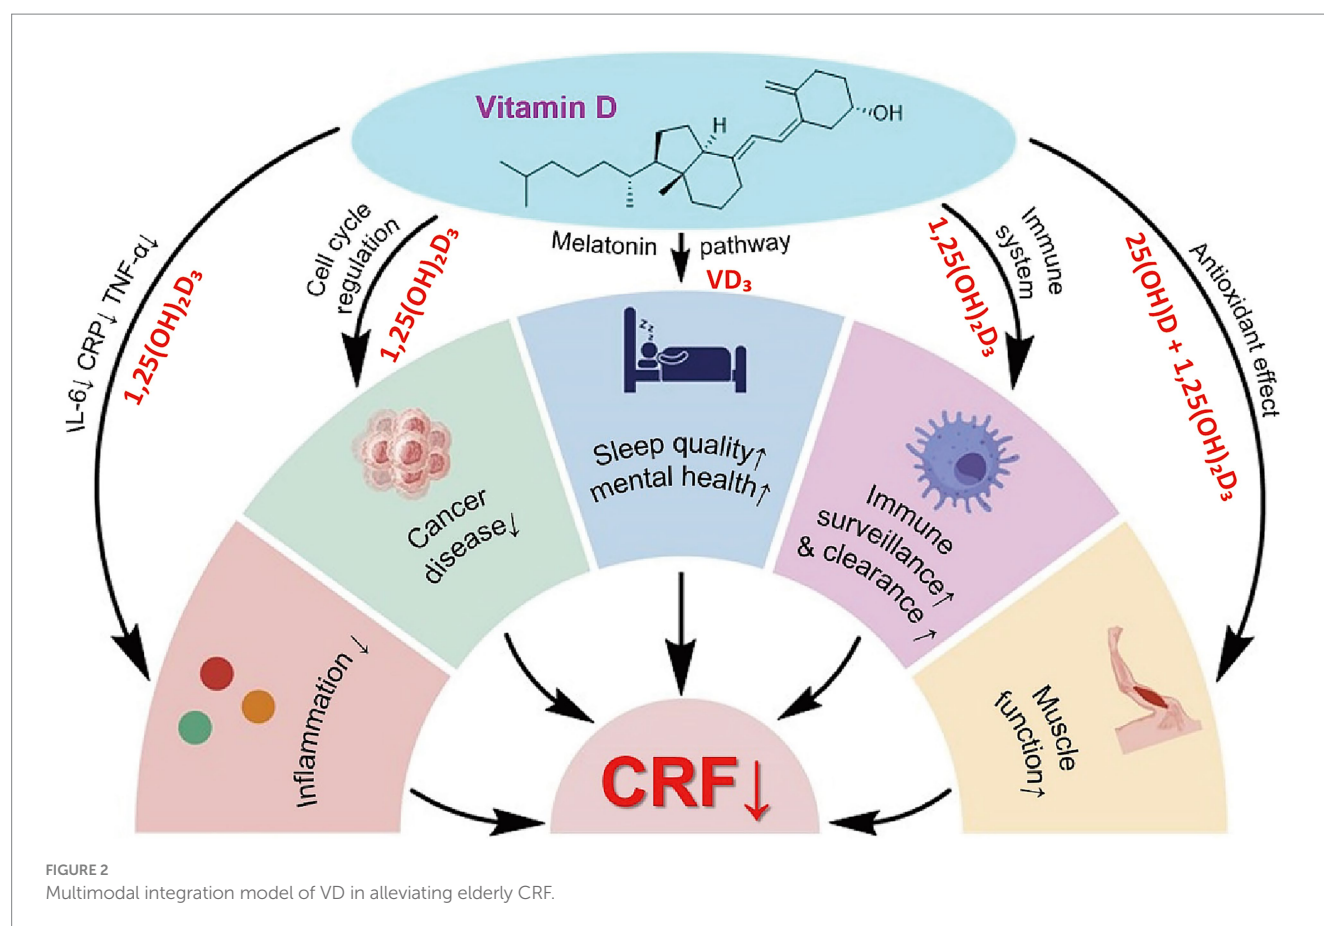 Vitamin D
H
OH
IL-6↓ CRP↓ TNF-α↓
1,25(OH)₂D₃
Cell cycle
regulation
1,25(OH)₂D₃
Melatonin pathway
VD₃
Immune
system
1,25(OH)₂D₃
Antioxidant effect
25(OH)D + 1,25(OH)₂D₃
Inflammation↓
Cancer
disease↓
zzz
Sleep quality↑
mental health↑
Immune
surveillance↑
& clearance↑
Muscle
function↑
CRF↓
FIGURE 2
Multimodal integration model of VD in alleviating elderly CRF.